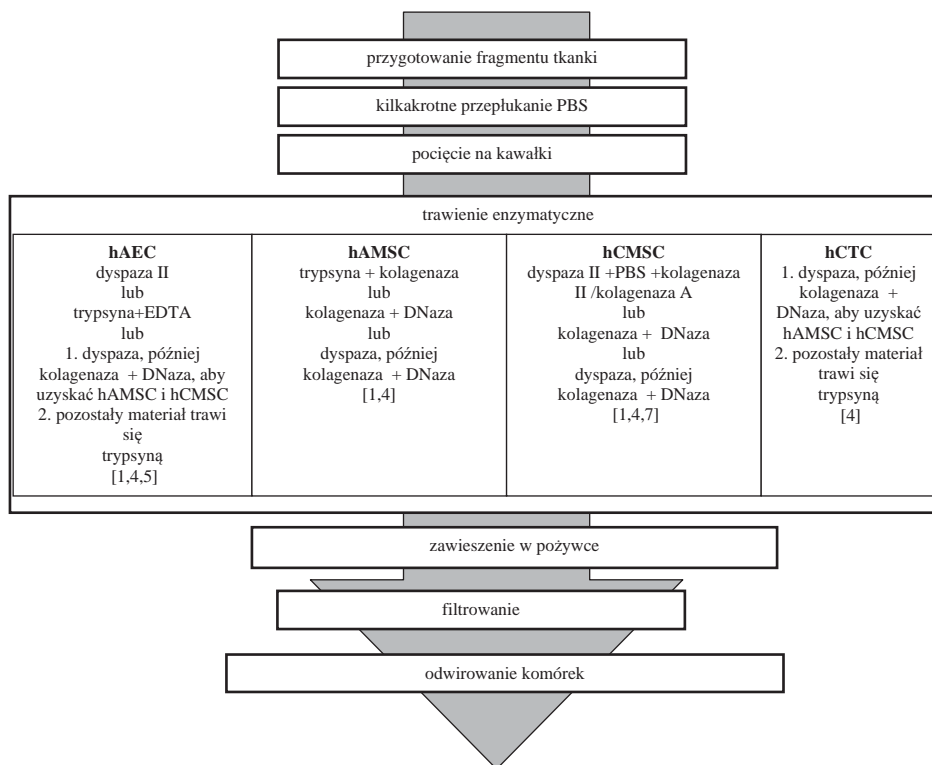 przygotowanie fragmentu tkanki
kilkakrotne przepłukanie PBS
pocięcie na kawałki
trawienie enzymatyczne
hAEC
dyspaza II
lub
trypsyna+EDTA
lub
1. dyspaza, później
kolagenaza + DNaza, aby
uzyskać hAMSC i hCMSC
2. pozostały materiał trawi
się
trypsyną
[1,4,5]
hAMSC
trypsyna + kolagenaza
lub
kolagenaza + DNaza
lub
dyspaza, później
kolagenaza + DNaza
[1,4]
hCMSC
dyspaza II +PBS +kolagenaza
II /kolagenaza A
lub
kolagenaza + DNaza
lub
dyspaza, później
kolagenaza + DNaza
[1,4,7]
hCTC
1. dyspaza, później
kolagenaza +
DNaza, aby uzyskać
hAMSC i hCMSC
2. pozostały materiał
trawi się
trypsyną
[4]
zawieszenie w pożywce
filtrowanie
odwirowanie komórek